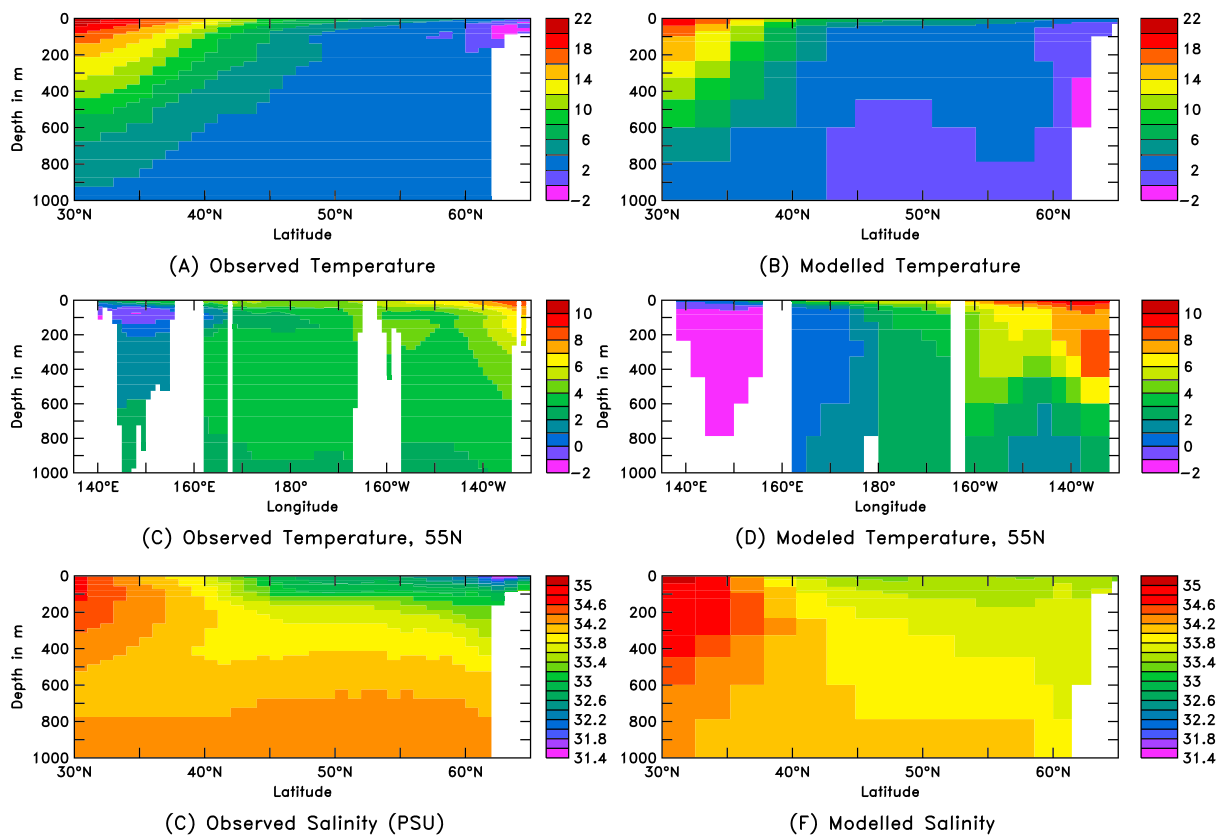 0
200
400
600
800
1000
Depth in m
30°N
40°N
50°N
60°N
Latitude
22
18
14
10
6
2
−2
(A) Observed Temperature
0
200
400
600
800
1000
Depth in m
30°N
40°N
50°N
60°N
Latitude
22
18
14
10
6
2
−2
(B) Modelled Temperature
0
200
400
600
800
1000
Depth in m
140°E
160°E
180°
160°W
140°W
Longitude
10
8
6
4
2
0
−2
(C) Observed Temperature, 55N
0
200
400
600
800
1000
Depth in m
140°E
160°E
180°
160°W
140°W
Longitude
10
8
6
4
2
0
−2
(D) Modeled Temperature, 55N
0
200
400
600
800
1000
Depth in m
30°N
40°N
50°N
60°N
Latitude
35
34.6
34.2
33.8
33.4
33
32.6
32.2
31.8
31.4
(C) Observed Salinity (PSU)
0
200
400
600
800
1000
Depth in m
30°N
40°N
50°N
60°N
Latitude
35
34.6
34.2
33.8
33.4
33
32.6
32.2
31.8
31.4
(F) Modelled Salinity